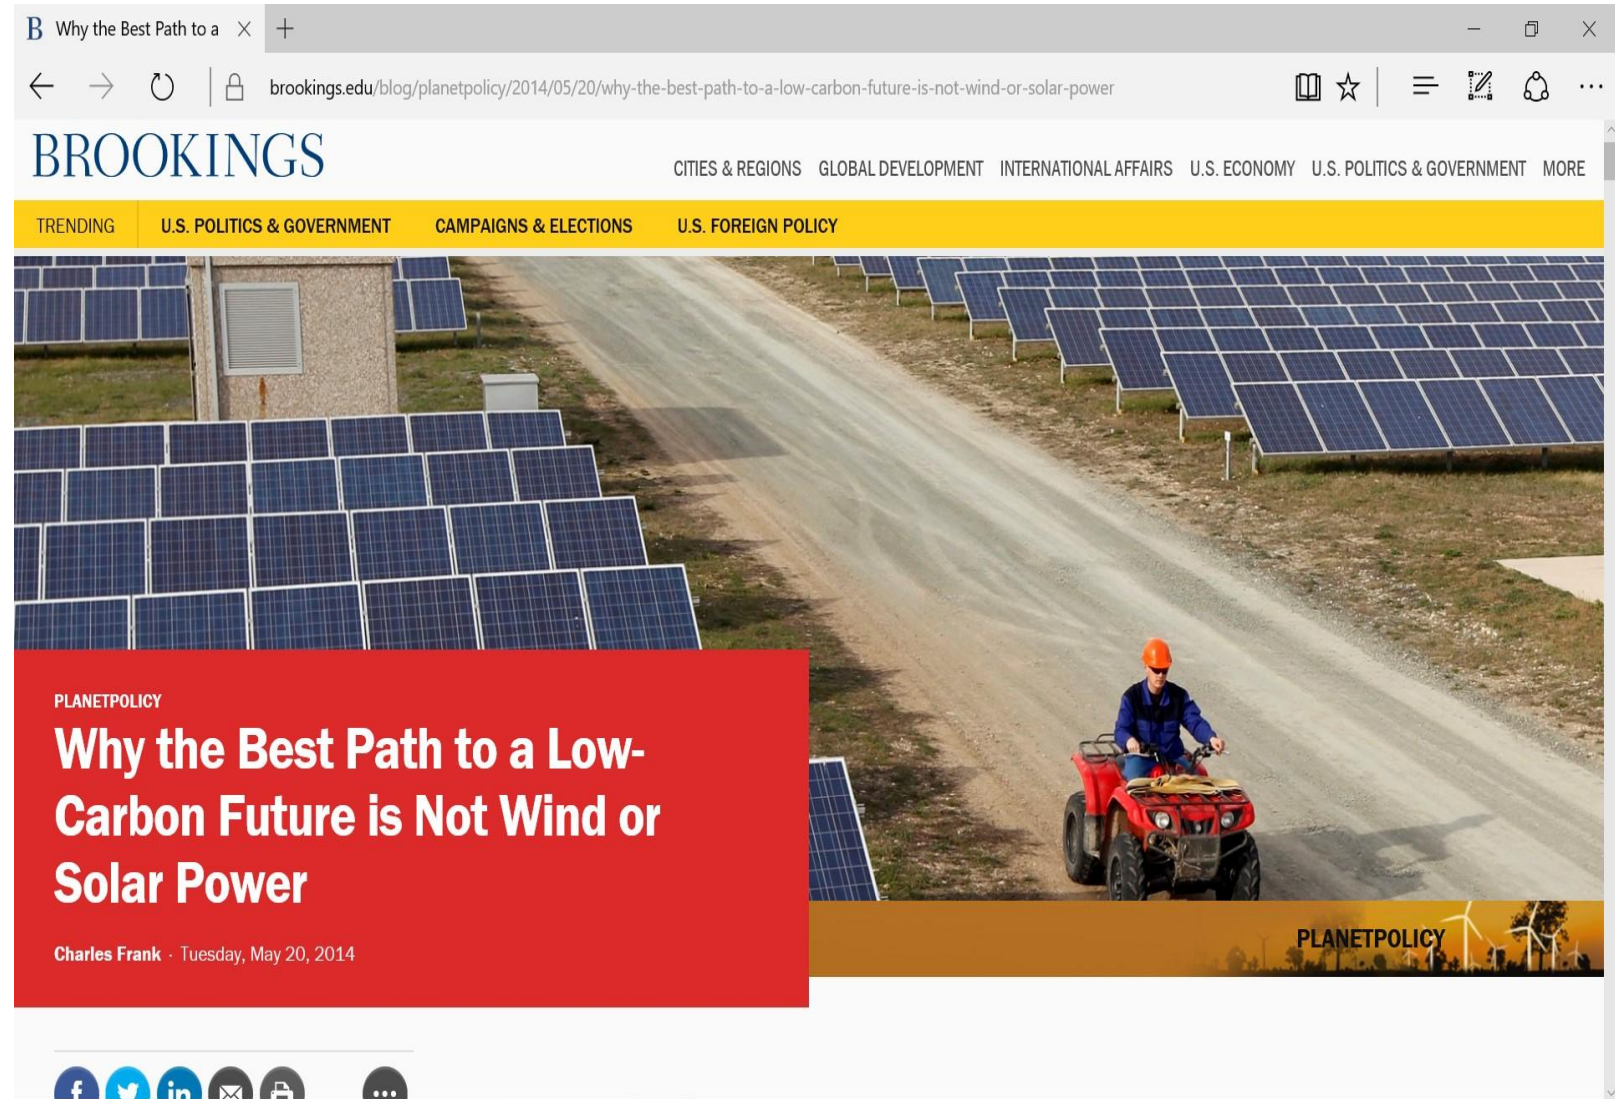 B Why the Best Path to a
brookings.edu/blog/planetpolicy/2014/05/20/why-the-best-path-to-a-low-carbon-future-is-not-wind-or-solar-power
BROOKINGS
CITIES & REGIONS GLOBAL DEVELOPMENT INTERNATIONAL AFFAIRS U.S. ECONOMY U.S. POLITICS & GOVERNMENT MORE
TRENDING U.S. POLITICS & GOVERNMENT CAMPAIGNS & ELECTIONS U.S. FOREIGN POLICY
PLANETPOLICY
Why the Best Path to a Low-
Carbon Future is Not Wind or
Solar Power
Charles Frank · Tuesday, May 20, 2014
PLANETPOLICY
f in